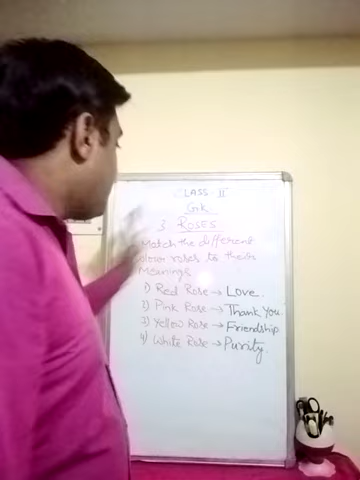 CLASS - II
G.K
3 ROSES
Match the different
colour roses to their
Meanings
1) Red Rose → Love.
2) Pink Rose → Thank You.
3) Yellow Rose → Friendship
4) White Rose → Purity.